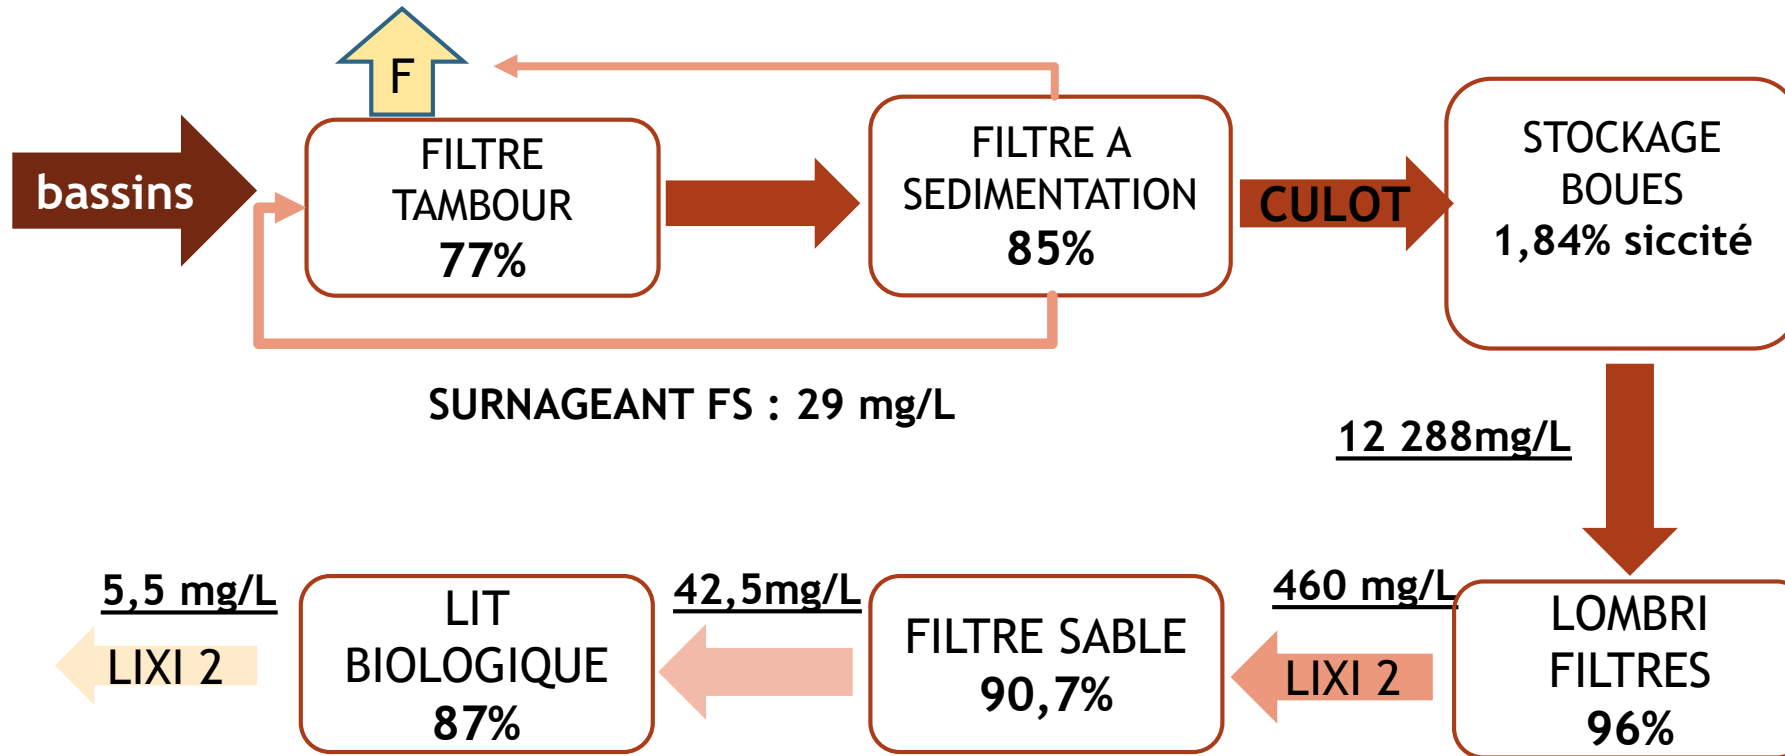 F
bassins
FILTRE
TAMBOUR
77%
FILTRE A
SEDIMENTATION
85%
CULOT
STOCKAGE
BOUES
1,84% siccité
SURNAGEANT FS : 29 mg/L
12 288mg/L
5,5 mg/L
LIXI 2
LIT
BIOLOGIQUE
87%
42,5mg/L
FILTRE SABLE
90,7%
460 mg/L
LIXI 2
LOMBRI
FILTRES
96%